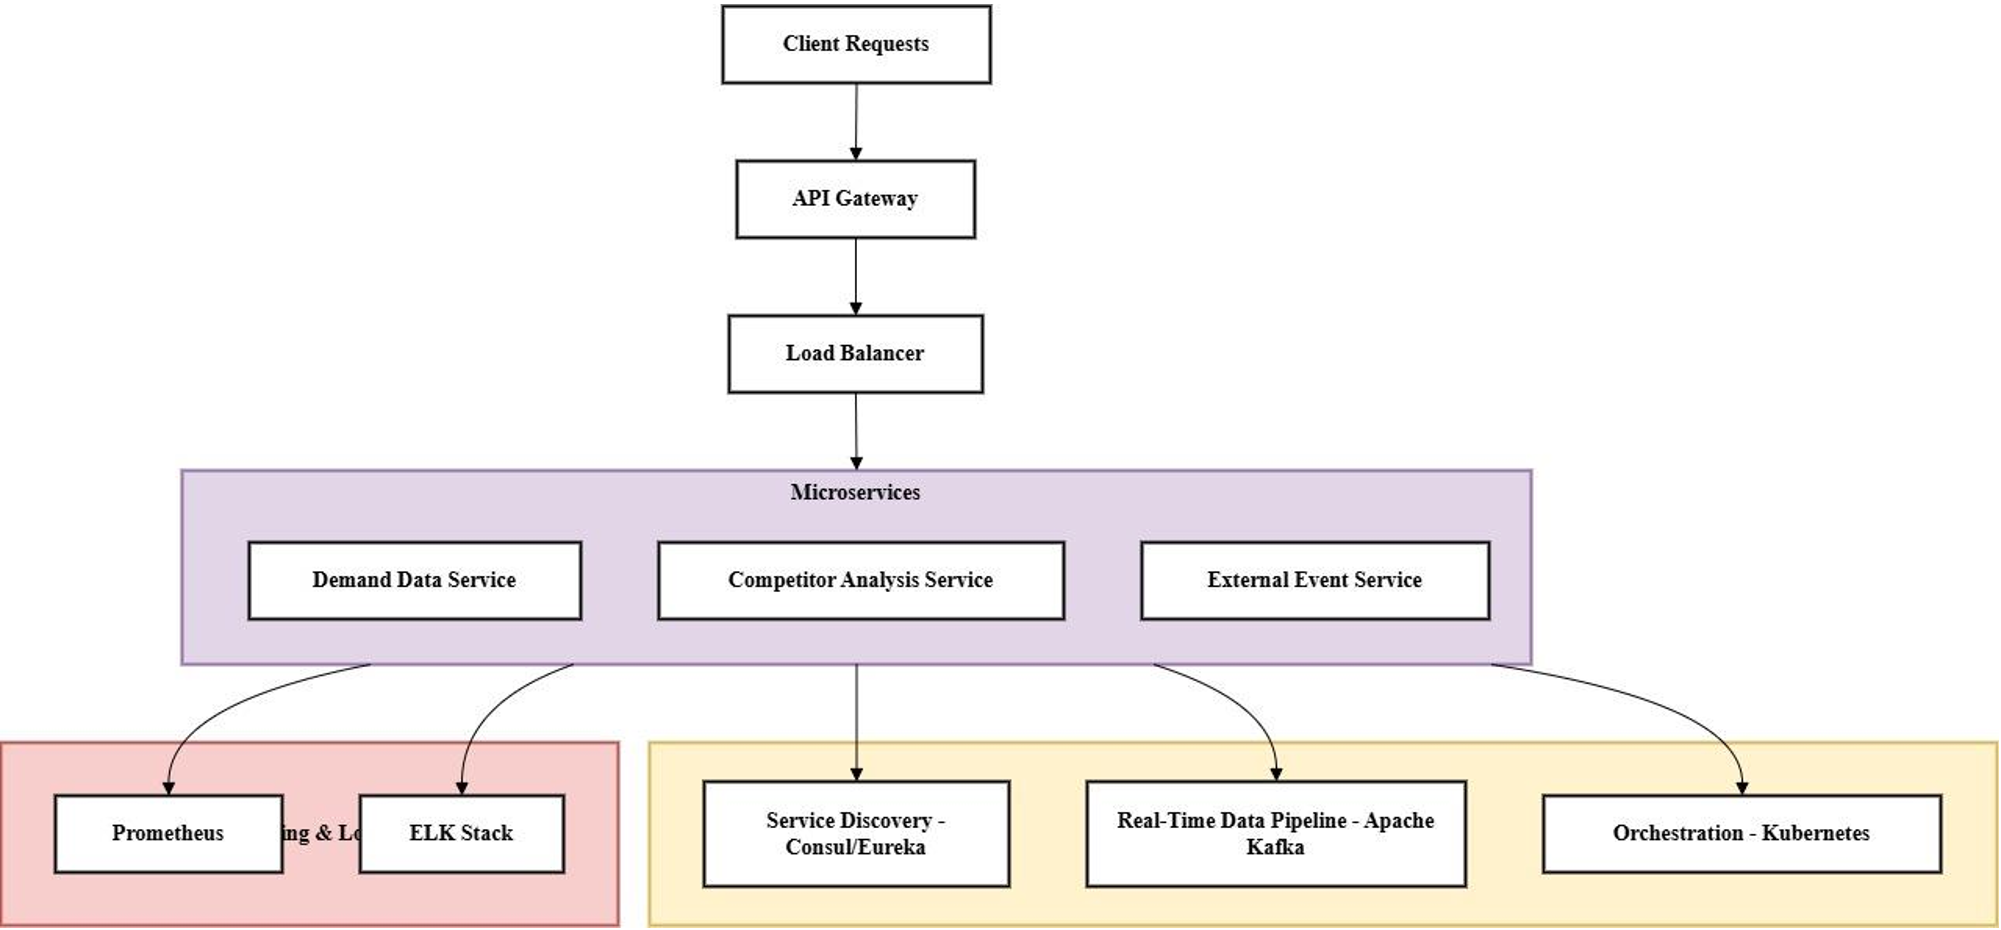 Client Requests
API Gateway
Load Balancer
Microservices
Demand Data Service
Competitor Analysis Service
External Event Service
Prometheus
ing & Lo
ELK Stack
Service Discovery -
Consul/Eureka
Real-Time Data Pipeline - Apache
Kafka
Orchestration - Kubernetes